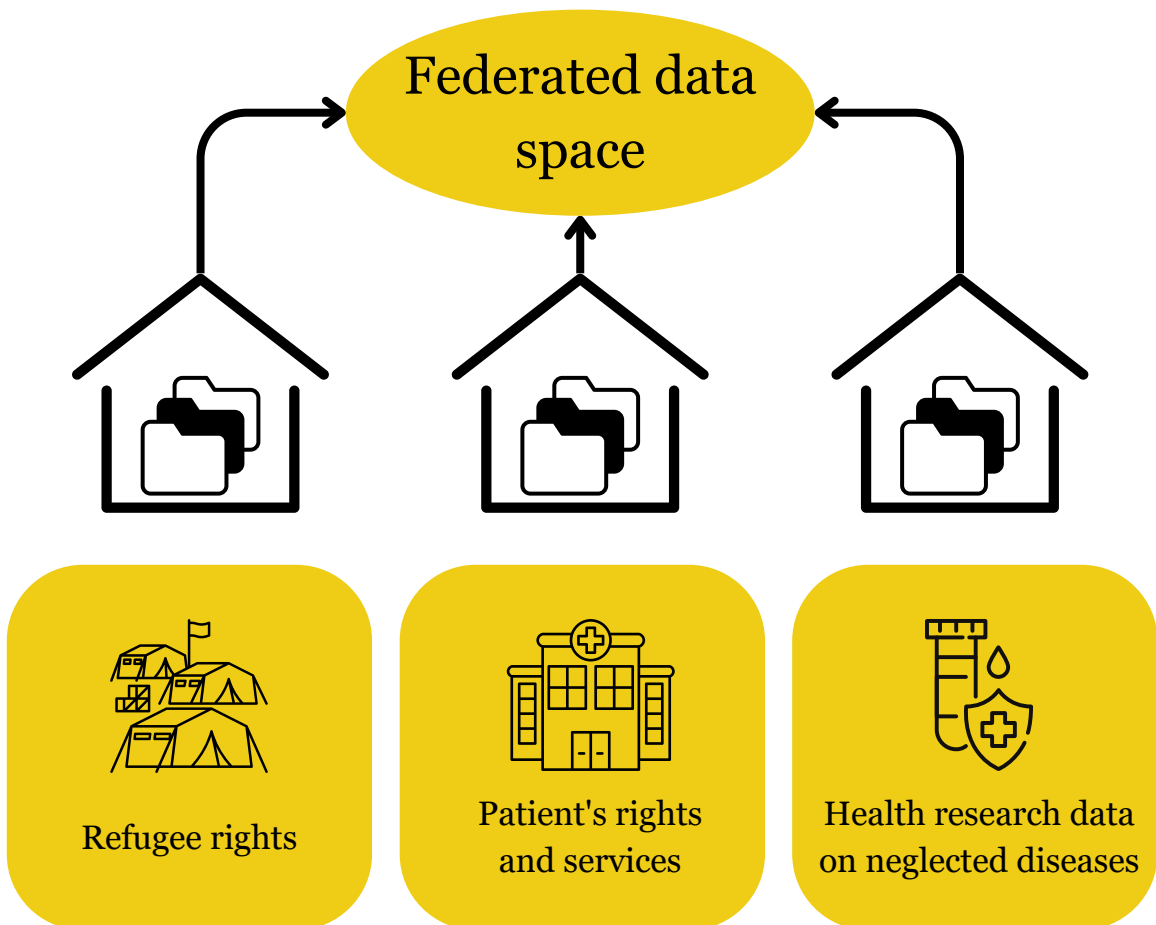 Federated data
space
Refugee rights
Patient's rights
and services
Health research data
on neglected diseases